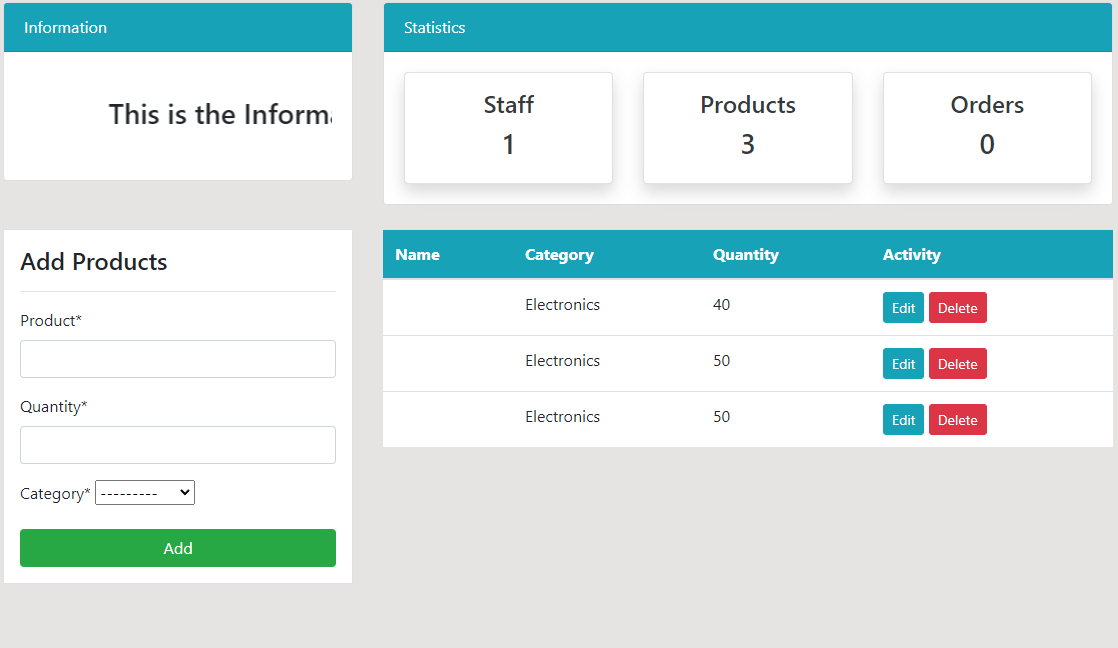 Information
This is the Inform
Statistics
Staff
1
Products
3
Orders
0
Add Products
Product*
Quantity*
Category* ---------
Add
Name Category Quantity Activity
Electronics 40 Edit Delete
Electronics 50 Edit Delete
Electronics 50 Edit Delete